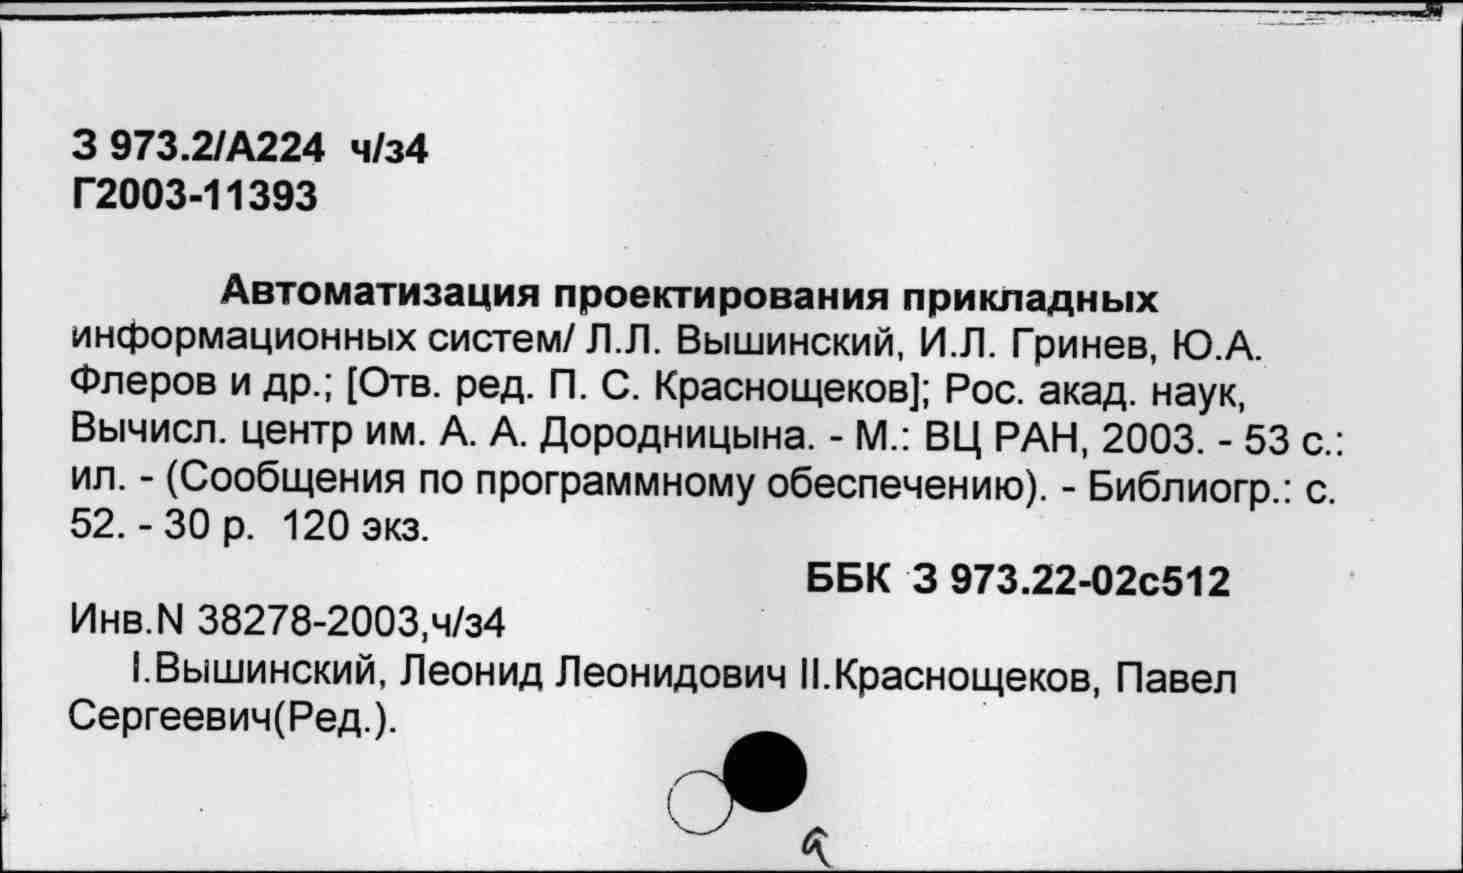 З 973.2/А224 ч/з4
Г2003-11393
Автоматизация проектирования прикладных
информационных систем/ Л.Л. Вышинский, И.Л. Гринев, Ю.А.
Флеров и др.; [Отв. ред. П. С. Краснощеков]; Рос. акад. наук,
Вычисл. центр им. А. А. Дородницына. - М.: ВЦ РАН, 2003. - 53 с.:
ил. - (Сообщения по программному обеспечению). - Библиогр.: с.
52. - 30 р. 120 экз.
ББК З 973.22-02с512
Инв.N 38278-2003,ч/з4
I.Вышинский, Леонид Леонидович II.Краснощеков, Павел
Сергеевич(Ред.).